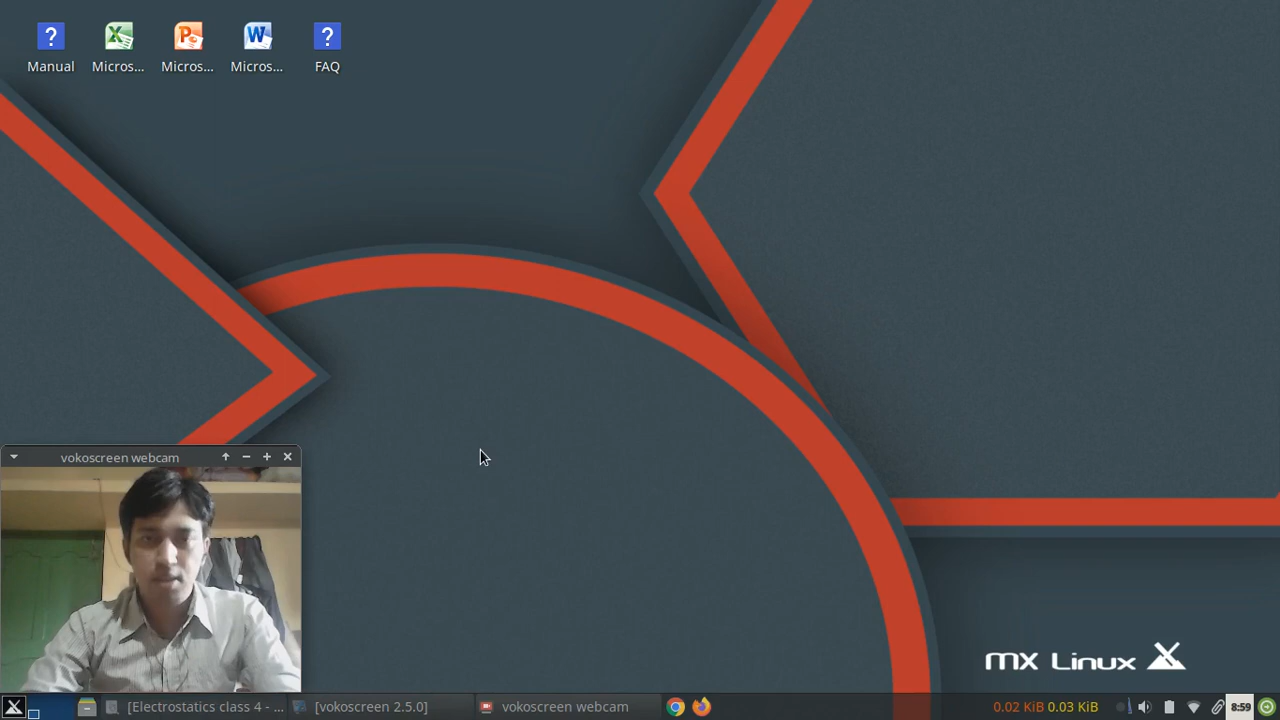 Manual
Micros...
Micros...
Micros...
FAQ
vokoscreen webcam
mx Linux
[Electrostatics class 4 - ...
[vokoscreen 2.5.0]
vokoscreen webcam
0.02 KiB 0.03 KiB
8:59